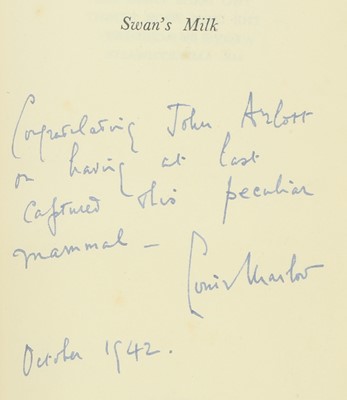 Swan's Milk
Congratulating John Arlott
on having at last
captured this peculiar
mammal —
Louis Marlow
October 1942.